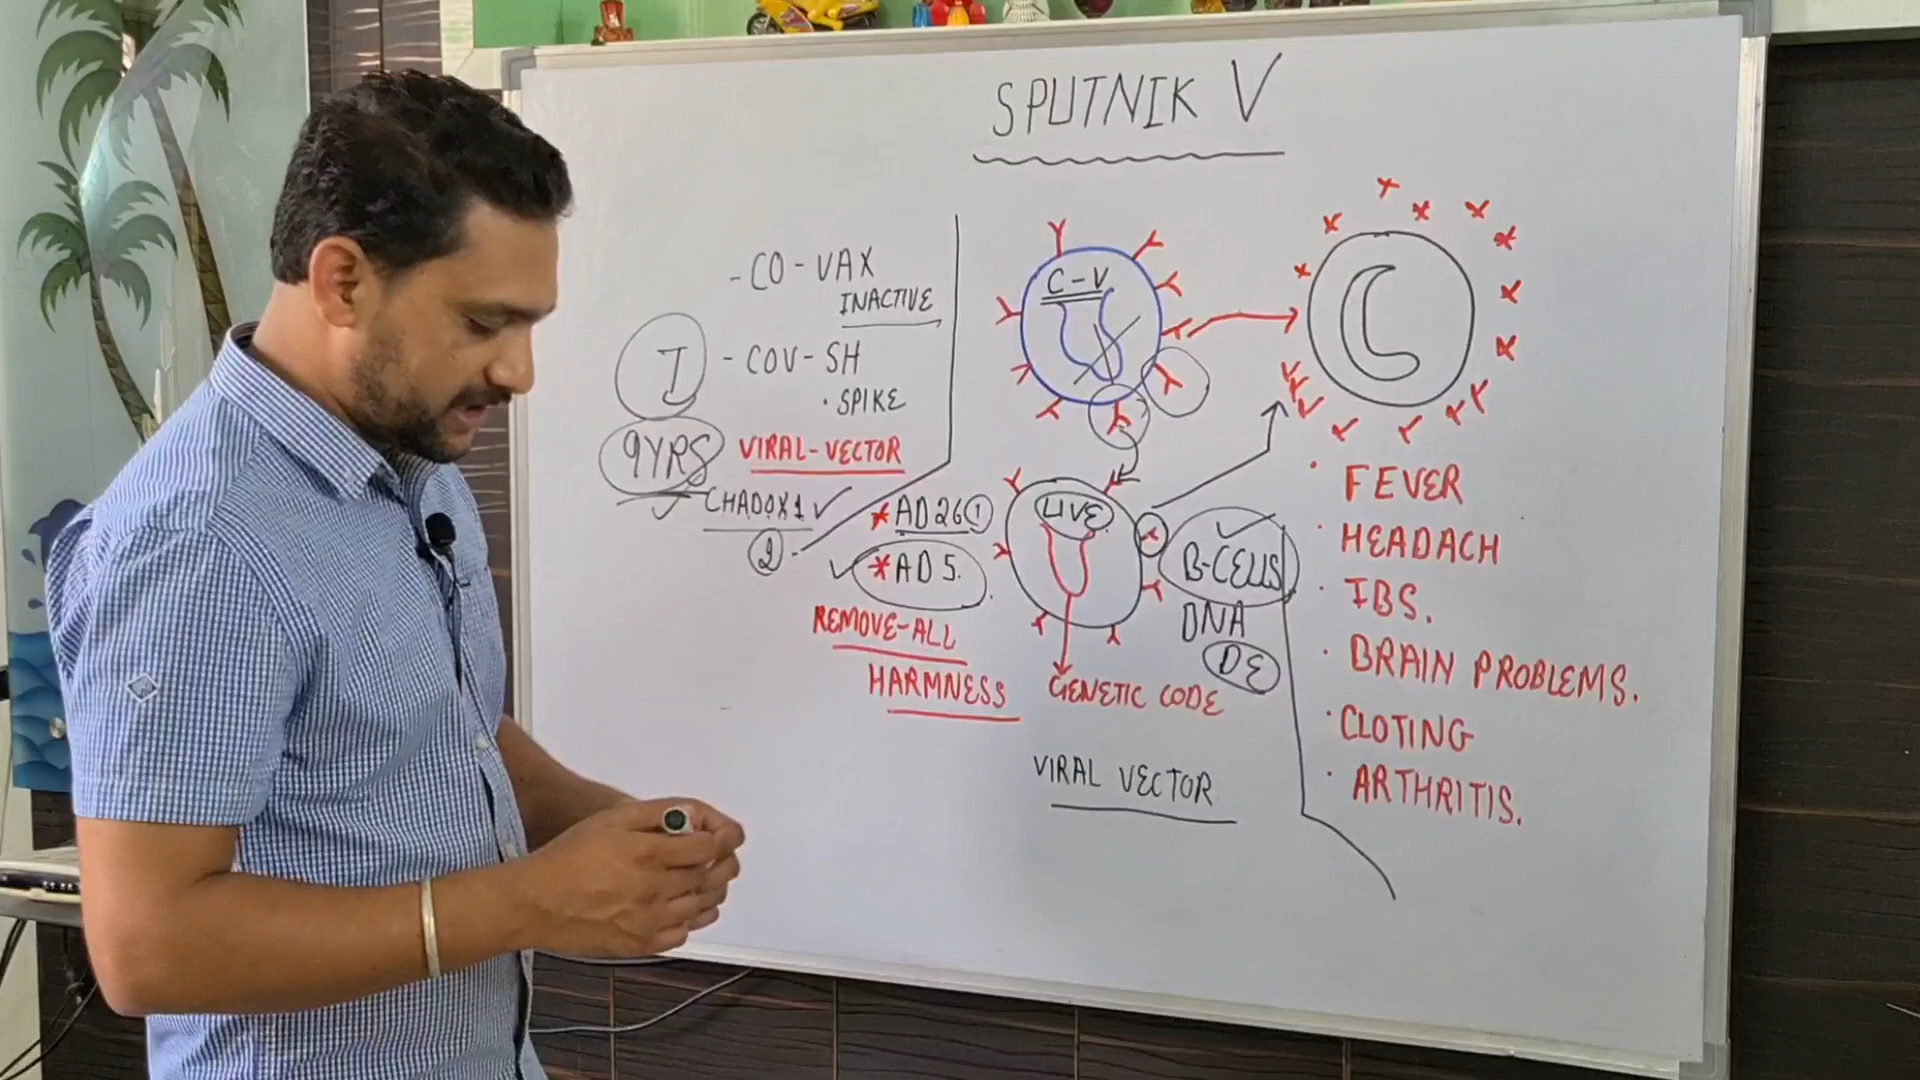 SPUTNIK V
- CO - VAX
INACTIVE
I
- COV - SH
• SPIKE
9YRS
VIRAL-VECTOR
CHADOX1
2
* AD26 1
* AD5.
REMOVE-ALL
HARMNESS
C-V
LIVE
B-CELLS
DNA
DE
GENETIC CODE
VIRAL VECTOR
• FEVER
• HEADACH
• IBS.
• BRAIN PROBLEMS.
• CLOTING
• ARTHRITIS.